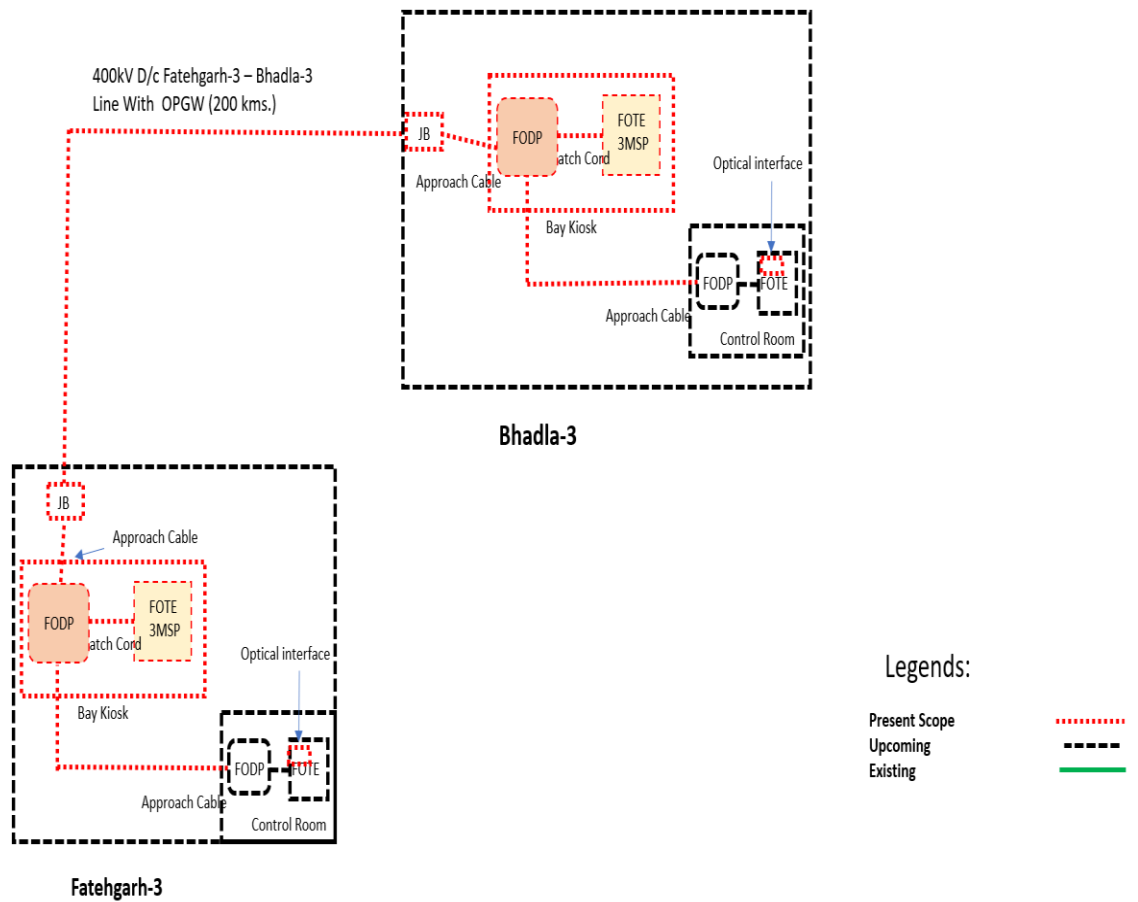 400kV D/c Fatehgarh-3 – Bhadla-3
Line With OPGW (200 kms.)
JB
FODP
FOTE
3MSP
atch Cord
Approach Cable
Bay Kiosk
Optical interface
FODP
FOTE
Approach Cable
Control Room
Bhadla-3
JB
Approach Cable
FODP
FOTE
3MSP
atch Cord
Bay Kiosk
Optical interface
FODP
FOTE
Approach Cable
Control Room
Fatehgarh-3
Legends:
Present Scope
Upcoming
Existing